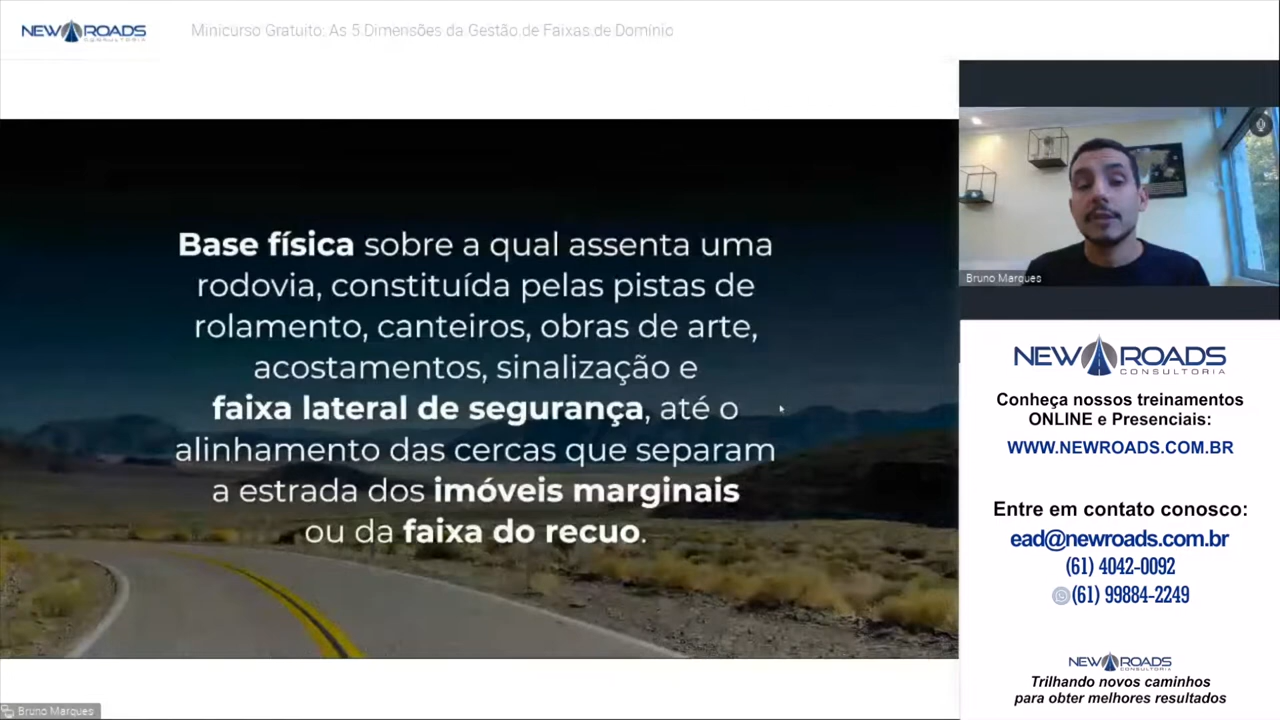 NEW ROADS
CONSULTORIA
Minicurso Gratuito: As 5 Dimensões da Gestão de Faixas de Domínio
Base física sobre a qual assenta uma
rodovia, constituída pelas pistas de
rolamento, canteiros, obras de arte,
acostamentos, sinalização e
faixa lateral de segurança, até o
alinhamento das cercas que separam
a estrada dos imóveis marginais
ou da faixa do recuo.
Bruno Marques
Bruno Marques
NEW ROADS
CONSULTORIA
Conheça nossos treinamentos
ONLINE e Presenciais:
WWW.NEWROADS.COM.BR
Entre em contato conosco:
ead@newroads.com.br
(61) 4042-0092
(61) 99884-2249
NEW ROADS
CONSULTORIA
Trilhando novos caminhos
para obter melhores resultados